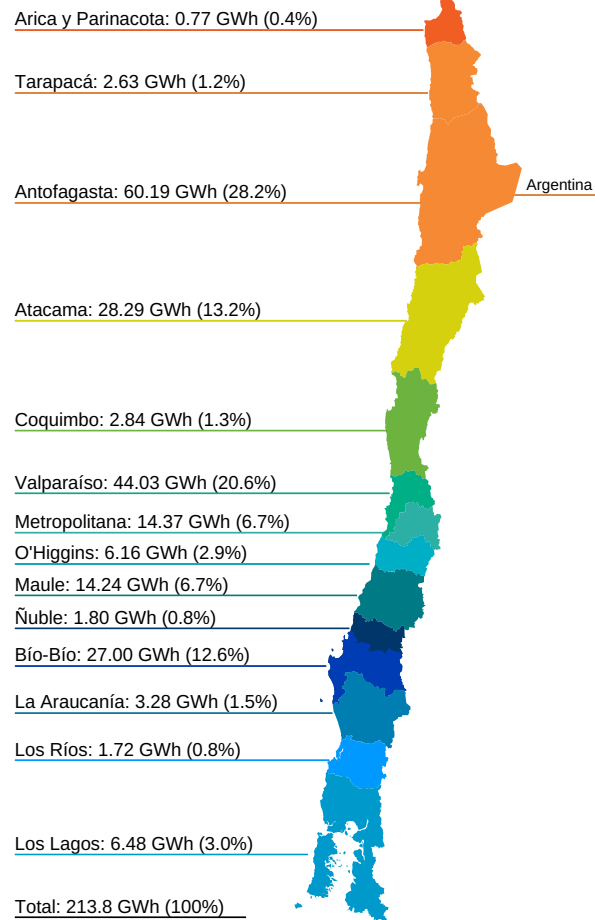 Arica y Parinacota: 0.77 GWh (0.4%)
Tarapacá: 2.63 GWh (1.2%)
Argentina
Antofagasta: 60.19 GWh (28.2%)
Atacama: 28.29 GWh (13.2%)
Coquimbo: 2.84 GWh (1.3%)
Valparaíso: 44.03 GWh (20.6%)
Metropolitana: 14.37 GWh (6.7%)
O'Higgins: 6.16 GWh (2.9%)
Maule: 14.24 GWh (6.7%)
Ñuble: 1.80 GWh (0.8%)
Bío-Bío: 27.00 GWh (12.6%)
La Araucanía: 3.28 GWh (1.5%)
Los Ríos: 1.72 GWh (0.8%)
Los Lagos: 6.48 GWh (3.0%)
Total: 213.8 GWh (100%)